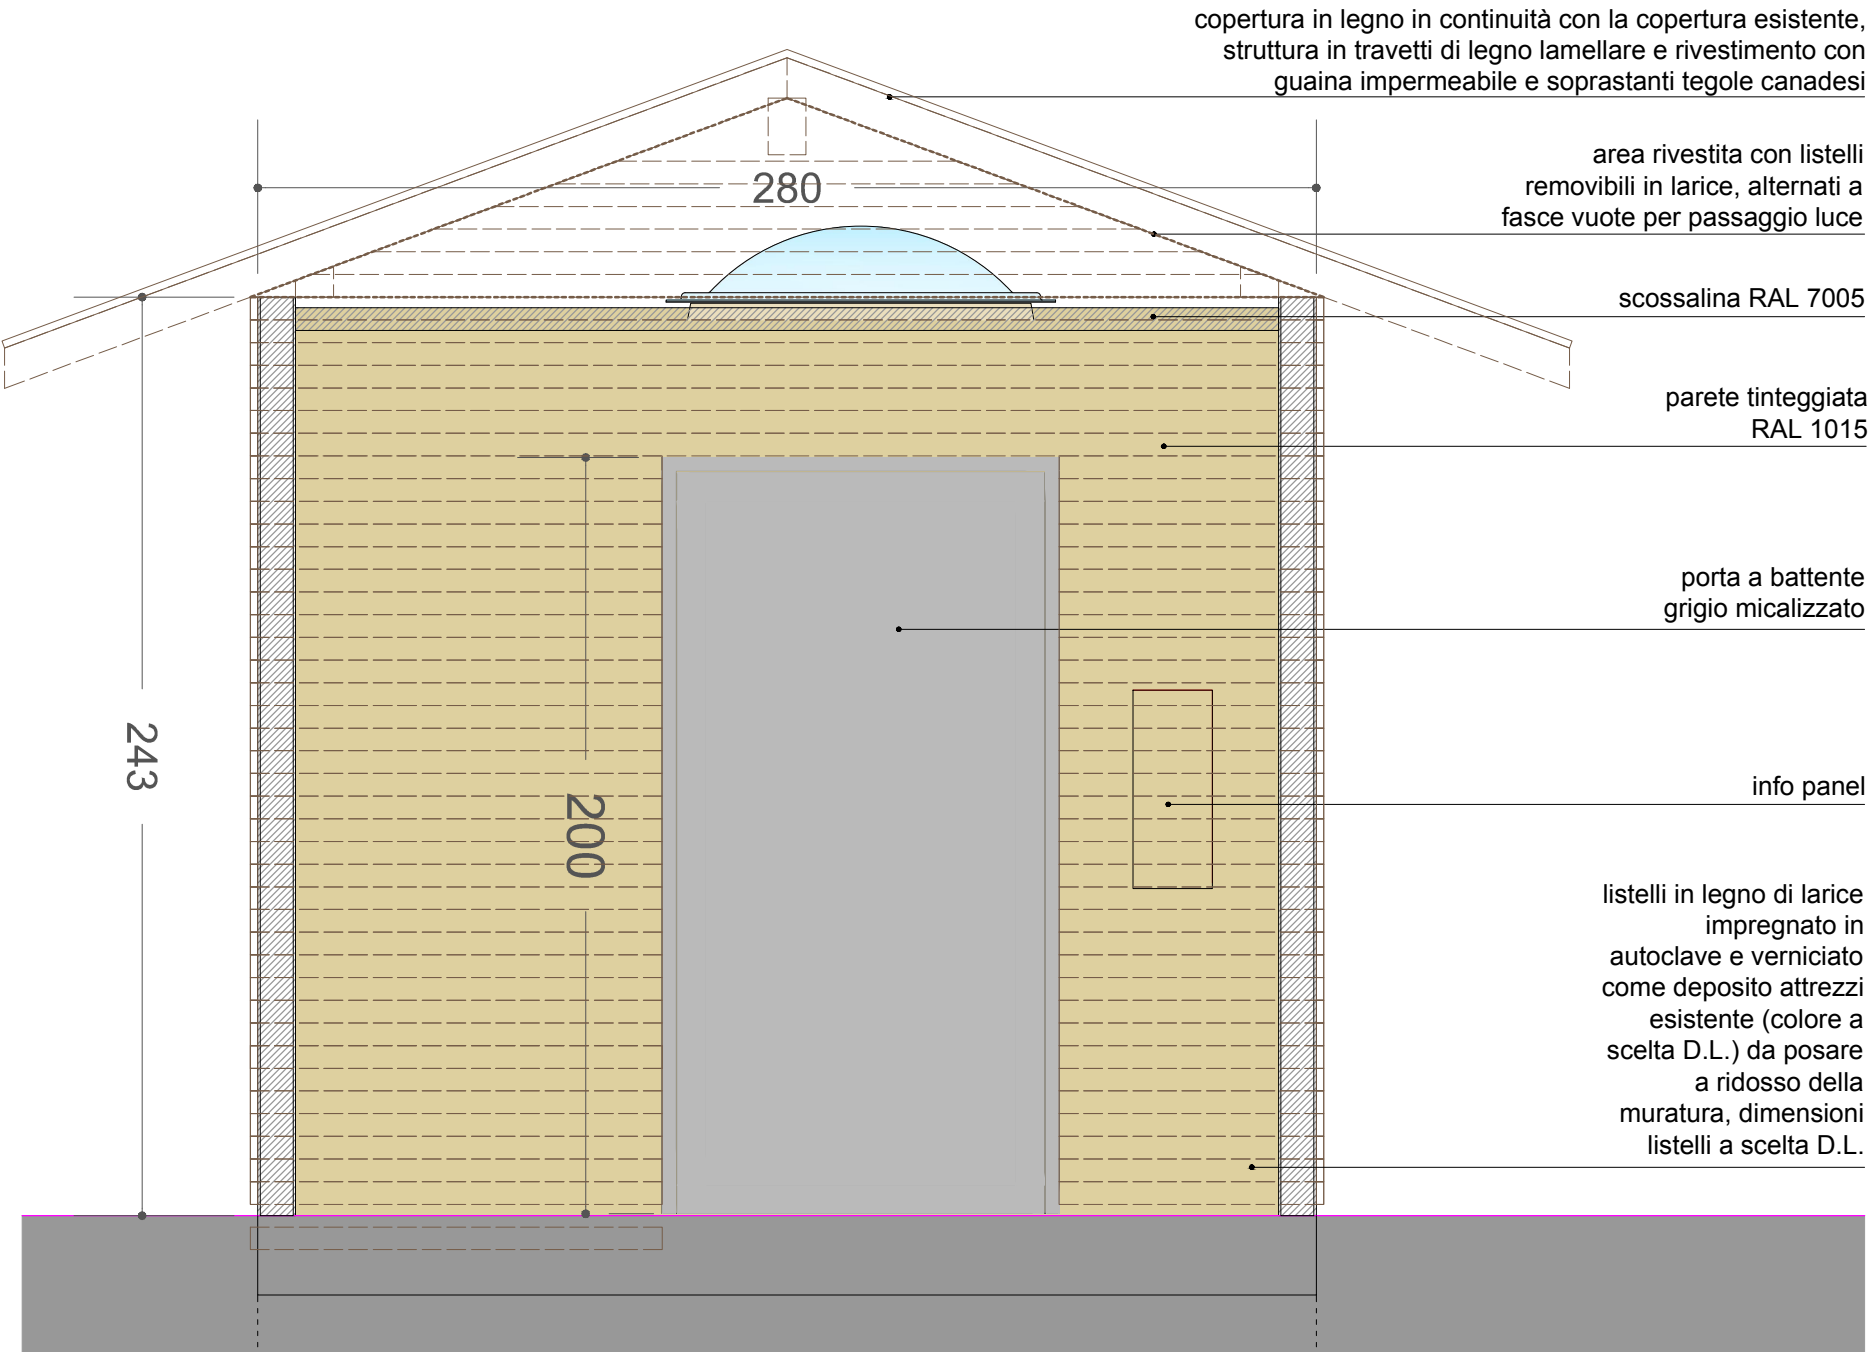 copertura in legno in continuità con la copertura esistente,
struttura in travetti di legno lamellare e rivestimento con
guaina impermeabile e soprastanti tegole canadesi
area rivestita con listelli
removibili in larice, alternati a
fasce vuote per passaggio luce
280
scossalina RAL 7005
parete tinteggiata
RAL 1015
porta a battente
grigio micalizzato
243
200
info panel
listelli in legno di larice
impregnato in
autoclave e verniciato
come deposito attrezzi
esistente (colore a
scelta D.L.) da posare
a ridosso della
muratura, dimensioni
listelli a scelta D.L.